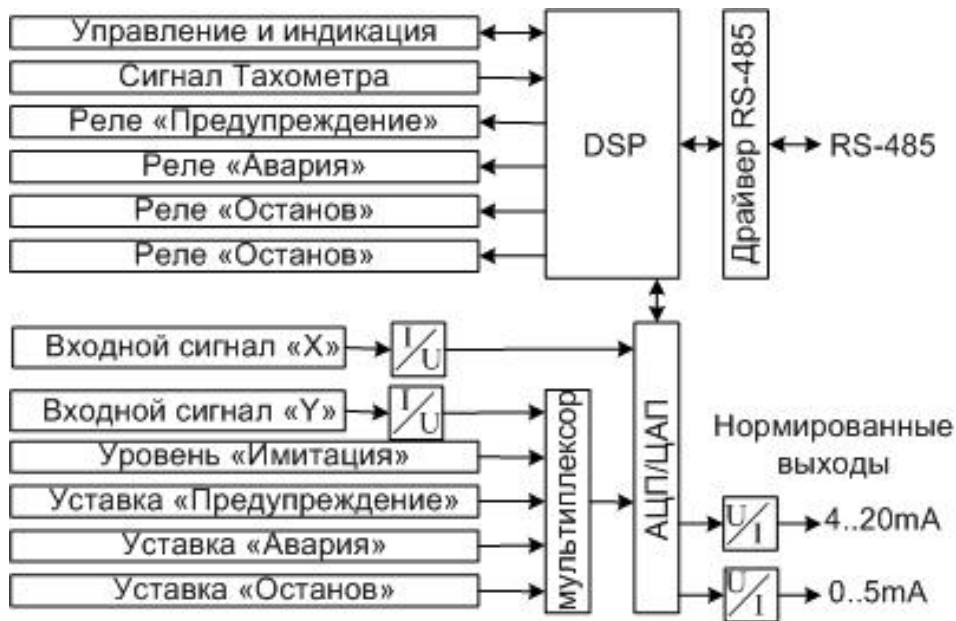 Управление и индикация
Сигнал Тахометра
Реле «Предупреждение»
Реле «Авария»
Реле «Останов»
Реле «Останов»
DSP
Драйвер RS-485
RS-485
Входной сигнал «X»
I/U
Входной сигнал «Y»
I/U
Уровень «Имитация»
Уставка «Предупреждение»
Уставка «Авария»
Уставка «Останов»
мультиплексор
АЦП/ЦАП
Нормированные
выходы
U/I
4..20mA
U/I
0..5mA